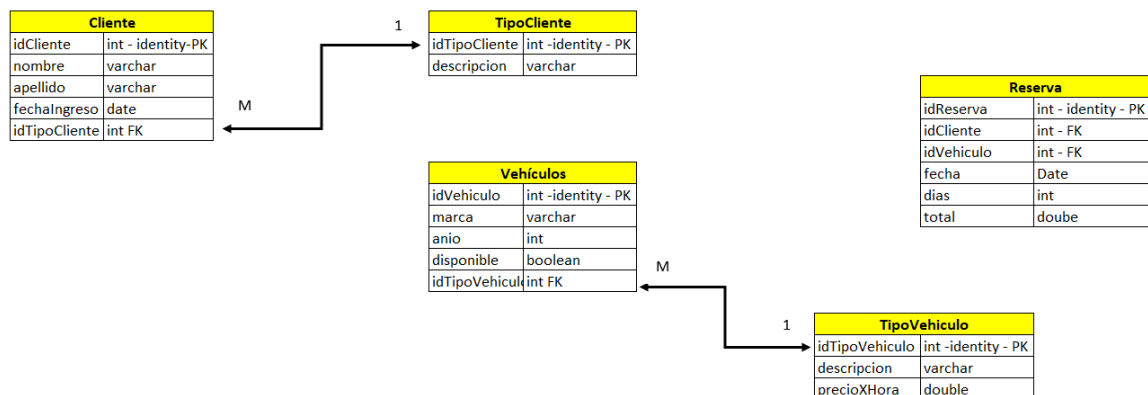 Cliente
idCliente int - identity-PK
nombre varchar
apellido varchar
fechaIngreso date
idTipoCliente int FK
M
1
TipoCliente
idTipoCliente int -identity - PK
descripcion varchar
Vehículos
idVehiculo int -identity - PK
marca varchar
anio int
disponible boolean
idTipoVehicul int FK
M
1
Reserva
idReserva int - identity - PK
idCliente int - FK
idVehiculo int - FK
fecha Date
dias int
total doube
TipoVehiculo
idTipoVehiculo int -identity - PK
descripcion varchar
precioXHora double